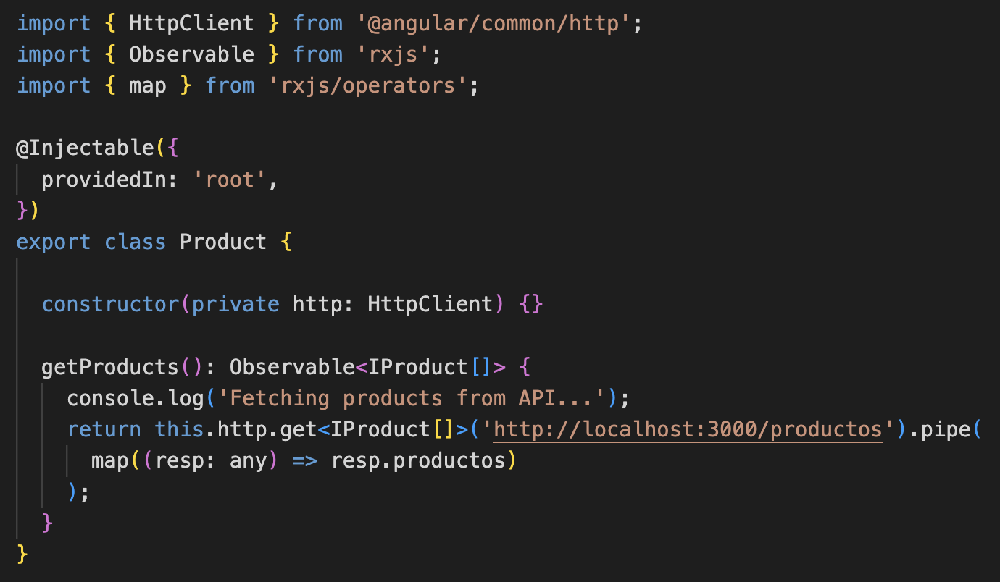 import { HttpClient } from '@angular/common/http';
import { Observable } from 'rxjs';
import { map } from 'rxjs/operators';
@Injectable({
  providedIn: 'root',
})
export class Product {
  constructor(private http: HttpClient) {}
  getProducts(): Observable<IProduct[]> {
    console.log('Fetching products from API...');
    return this.http.get<IProduct[]>('http://localhost:3000/productos').pipe(
      map((resp: any) => resp.productos)
    );
  }
}